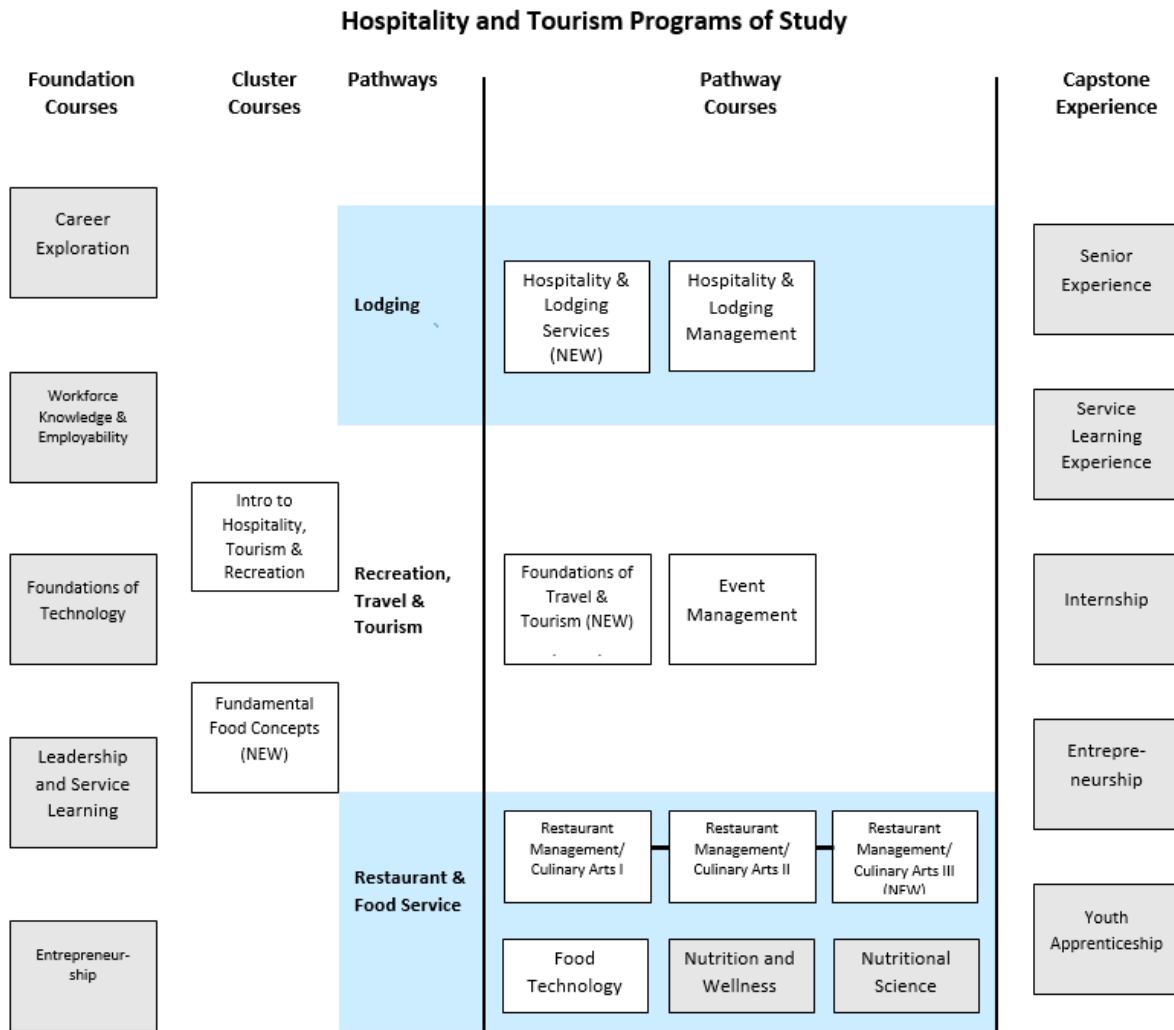 Hospitality and Tourism Programs of Study
Foundation
Courses
Cluster
Courses
Pathways
Pathway
Courses
Capstone
Experience
Career
Exploration
Workforce
Knowledge &
Employability
Foundations of
Technology
Leadership
and Service
Learning
Entrepreneur-
ship
Intro to
Hospitality,
Tourism &
Recreation
Fundamental
Food Concepts
(NEW)
Lodging
Hospitality &
Lodging
Services
(NEW)
Hospitality &
Lodging
Management
Recreation,
Travel &
Tourism
Foundations of
Travel &
Tourism (NEW)
Event
Management
Restaurant &
Food Service
Restaurant
Management/
Culinary Arts I
Restaurant
Management/
Culinary Arts II
Restaurant
Management/
Culinary Arts III
(NEW)
Food
Technology
Nutrition and
Wellness
Nutritional
Science
Senior
Experience
Service
Learning
Experience
Internship
Entrepre-
neurship
Youth
Apprenticeship